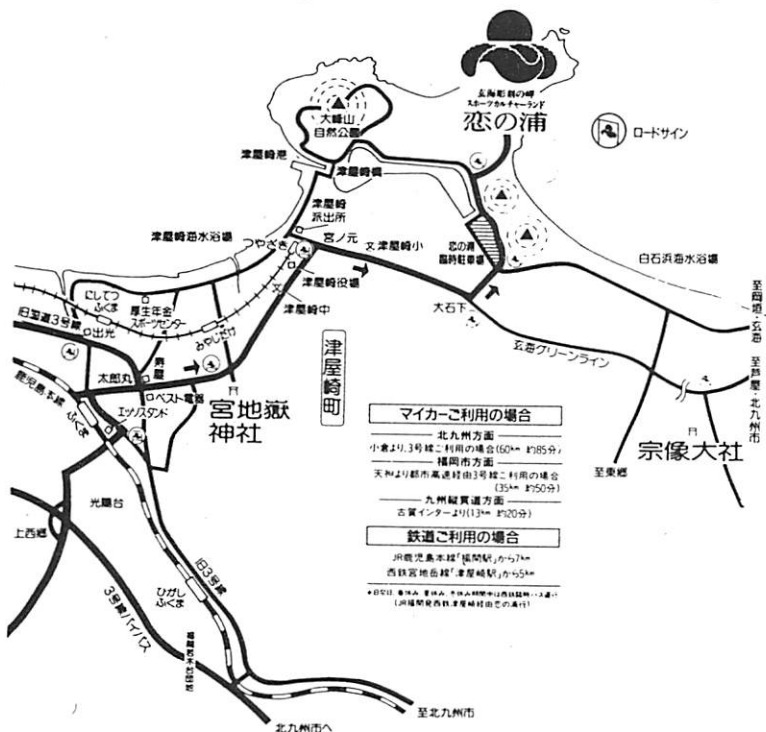 玄海彫刻の岬
スポーツカルチャーランド
恋の浦
ロードサイン
大峰山
自然公園
津屋崎港
津屋崎橋
津屋崎
派出所
宮ノ元
津屋崎海水浴場
つやざき
文津屋崎小
恋の浦
臨時駐車場
白石浜海水浴場
至岡垣・玄海
至芦屋・北九州市
津屋崎役場
文
津屋崎中
大石下
玄海グリーンライン
にしてつ
ふくま
厚生年金
スポーツセンター
みやじだけ
旧国道3号線
出光
太郎丸
寿屋
ベスト電器
エッソスタンド
鹿児島本線
ふくま
宮地嶽
神社
津屋崎町
宗像大社
至東郷
光陽台
上西郷
3号線バイパス
旧3号線
ひがし
ふくま
至北九州市
北九州市へ
マイカーご利用の場合
北九州方面
小倉より、3号線ご利用の場合(60km 約85分)
福岡市方面
天神より都市高速経由3号線ご利用の場合
(35km 約50分)
九州縦貫道方面
古賀インターより(13km 約20分)
鉄道ご利用の場合
JR鹿児島本線「福間駅」から7km
西鉄宮地岳線「津屋崎駅」から5km